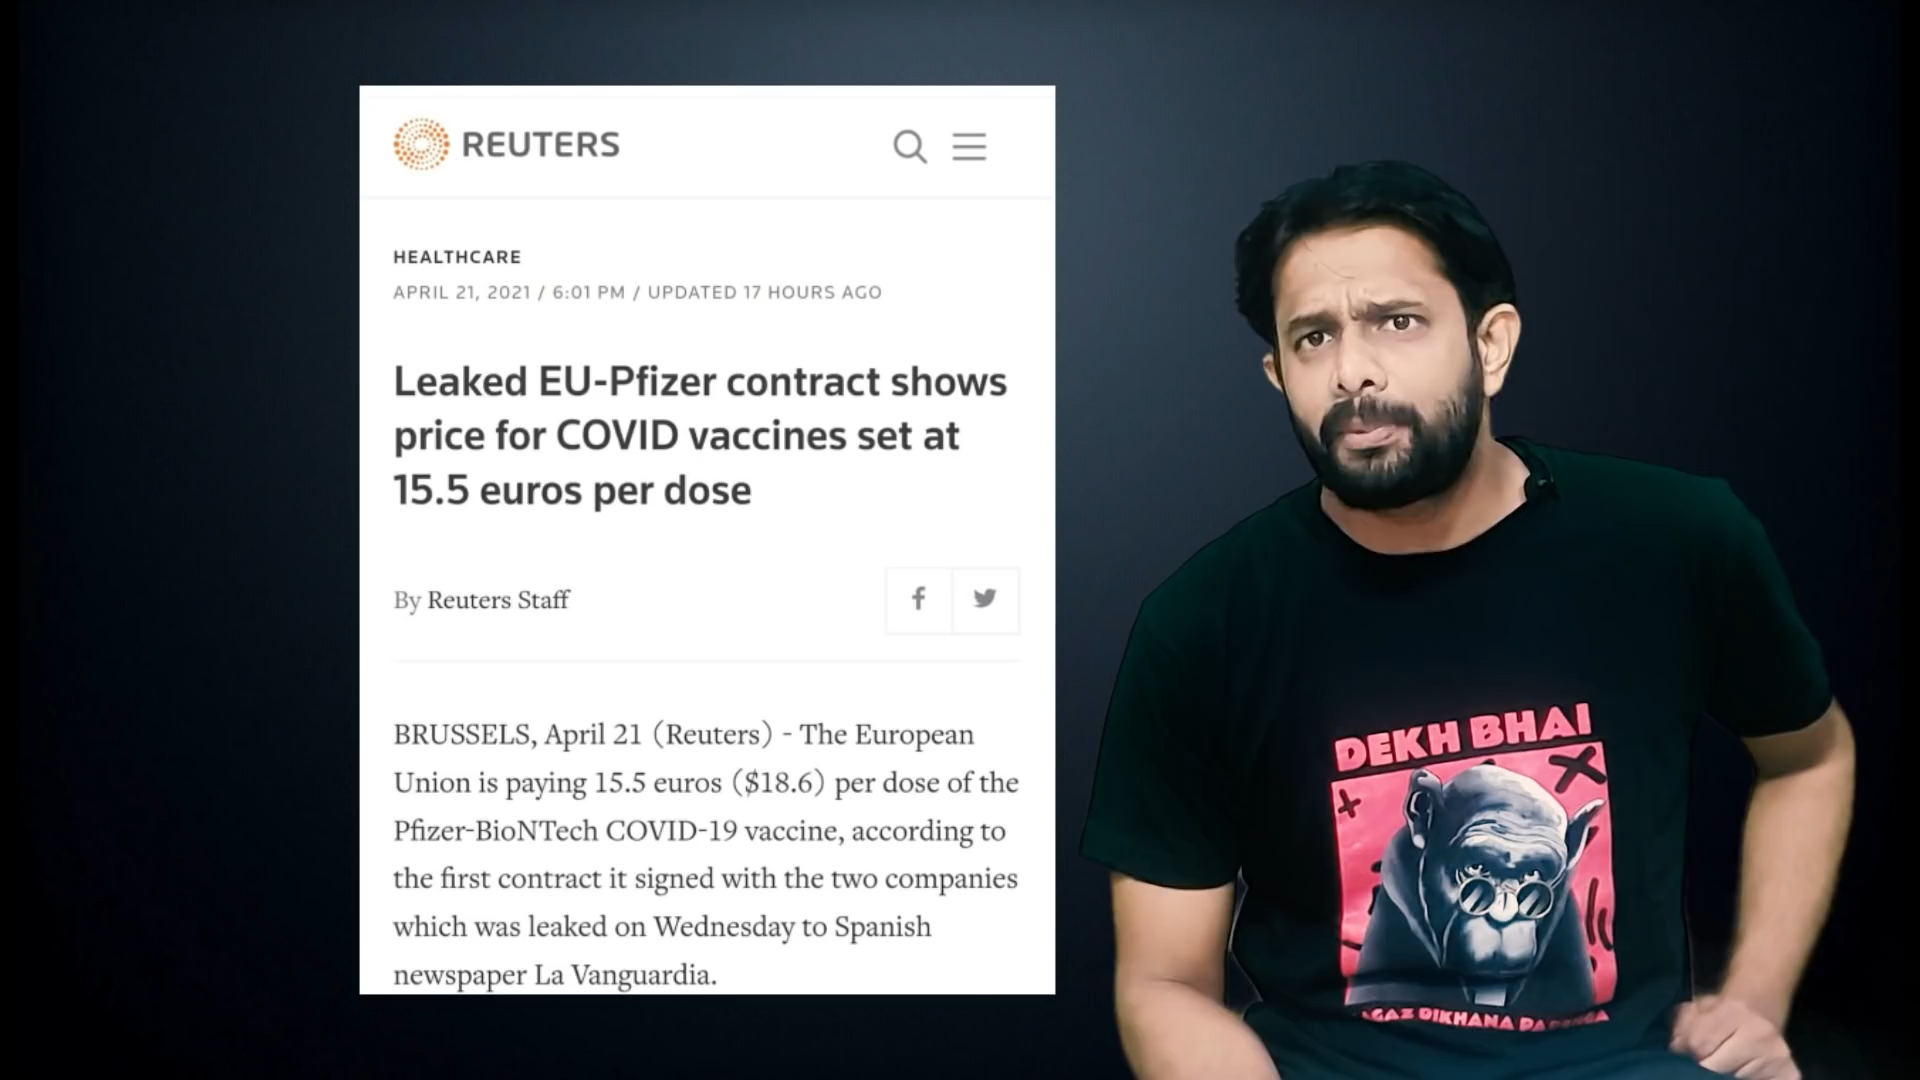 REUTERS
HEALTHCARE
APRIL 21, 2021 / 6:01 PM / UPDATED 17 HOURS AGO
Leaked EU-Pfizer contract shows
price for COVID vaccines set at
15.5 euros per dose
By Reuters Staff
BRUSSELS, April 21 (Reuters) - The European
Union is paying 15.5 euros ($18.6) per dose of the
Pfizer-BioNTech COVID-19 vaccine, according to
the first contract it signed with the two companies
which was leaked on Wednesday to Spanish
newspaper La Vanguardia.
DEKH BHAI
DIKHANA